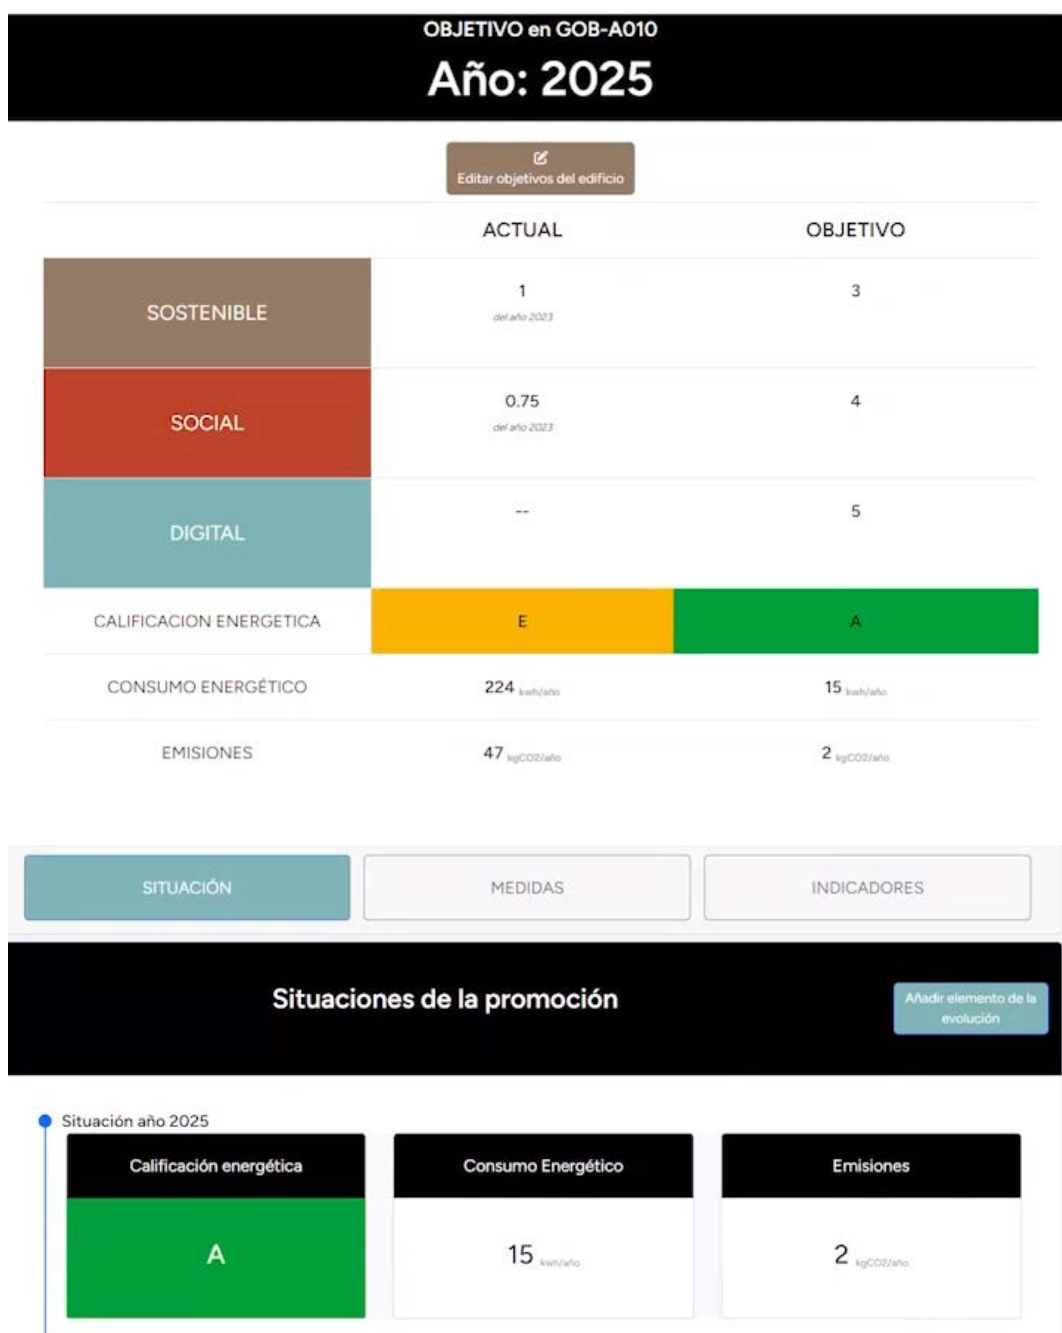 OBJETIVO en GOB-A010
Año: 2025
Editar objetivos del edificio
ACTUAL OBJETIVO
SOSTENIBLE 1 3
del año 2023
SOCIAL 0.75 4
del año 2023
DIGITAL -- 5
CALIFICACION ENERGETICA E A
CONSUMO ENERGÉTICO 224 kwh/año 15 kwh/año
EMISIONES 47 kgCO2/año 2 kgCO2/año
SITUACIÓN MEDIDAS INDICADORES
Situaciones de la promoción
Añadir elemento de la
evolución
Situación año 2025
Calificación energética Consumo Energético Emisiones
A 15 kwh/año 2 kgCO2/año